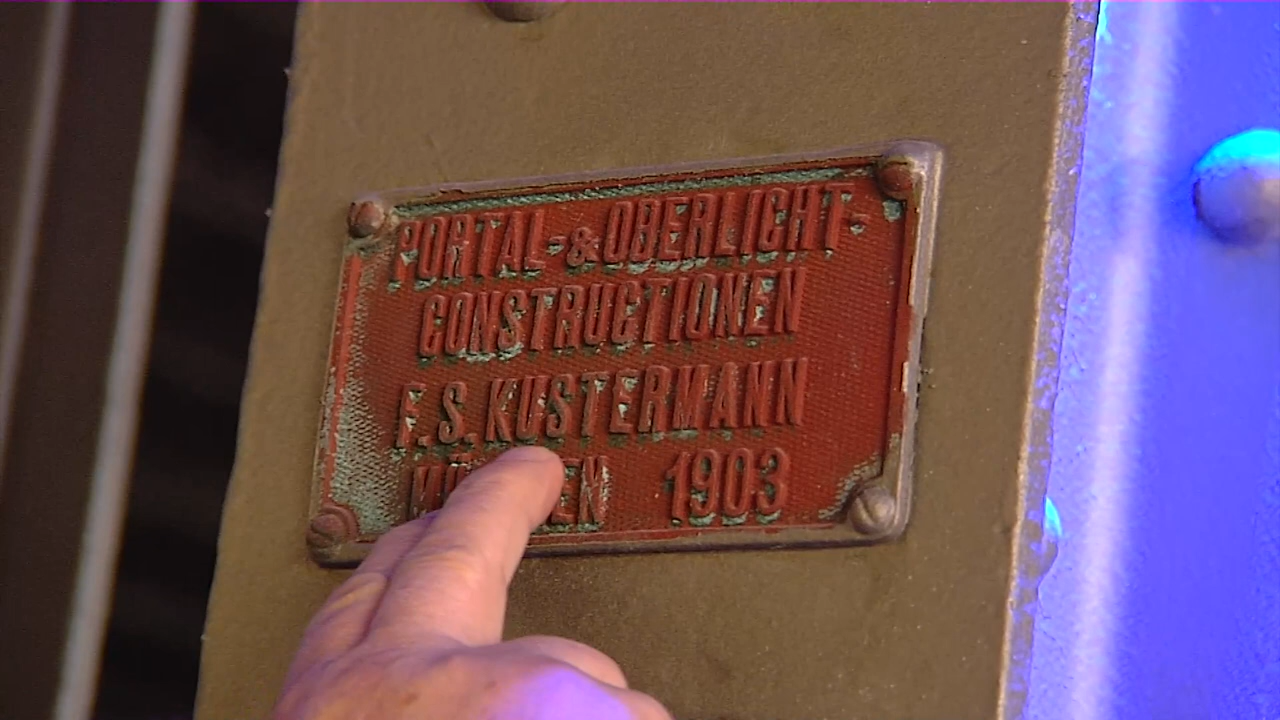 PORTAL-&OBERLICHT-
CONSTRUCTIONEN
F. S. KUSTERMANN
1903